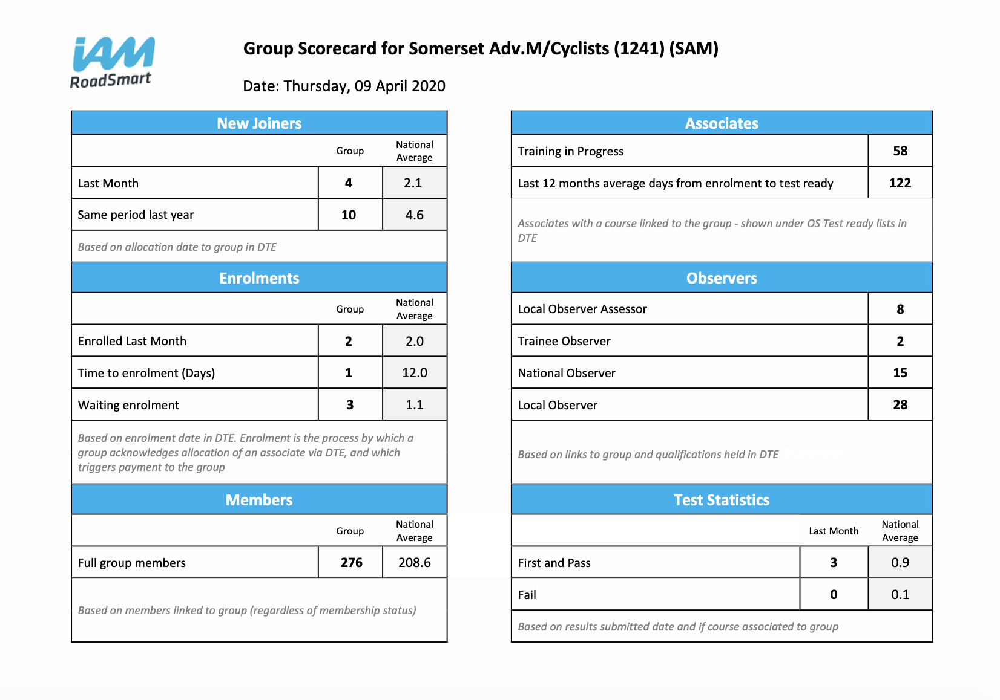 iAM
RoadSmart
Group Scorecard for Somerset Adv.M/Cyclists (1241) (SAM)
Date: Thursday, 09 April 2020
New Joiners
Group
National
Average
Last Month 4 2.1
Same period last year 10 4.6
Based on allocation date to group in DTE
Enrolments
Group
National
Average
Enrolled Last Month 2 2.0
Time to enrolment (Days) 1 12.0
Waiting enrolment 3 1.1
Based on enrolment date in DTE. Enrolment is the process by which a
group acknowledges allocation of an associate via DTE, and which
triggers payment to the group
Members
Group
National
Average
Full group members 276 208.6
Based on members linked to group (regardless of membership status)
Associates
Training in Progress 58
Last 12 months average days from enrolment to test ready 122
Associates with a course linked to the group - shown under OS Test ready lists in
DTE
Observers
Local Observer Assessor 8
Trainee Observer 2
National Observer 15
Local Observer 28
Based on links to group and qualifications held in DTE
Test Statistics
Last Month
National
Average
First and Pass 3 0.9
Fail 0 0.1
Based on results submitted date and if course associated to group